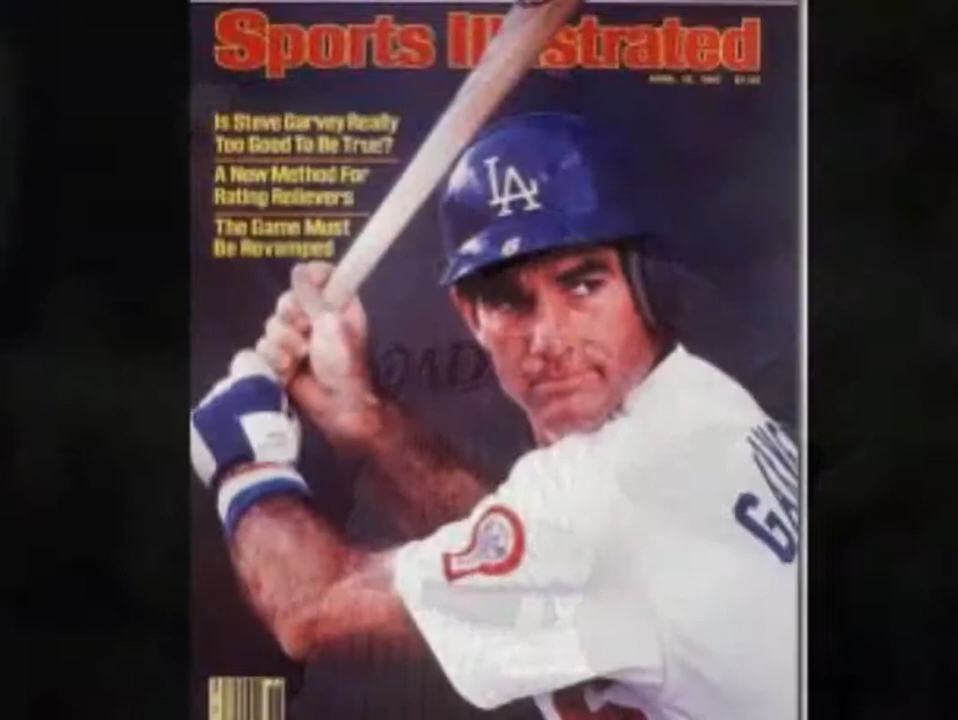 Sports Illustrated
Is Steve Garvey Really
Too Good To Be True?
A New Method For
Rating Relievers
The Game Must
Be Revamped
LA